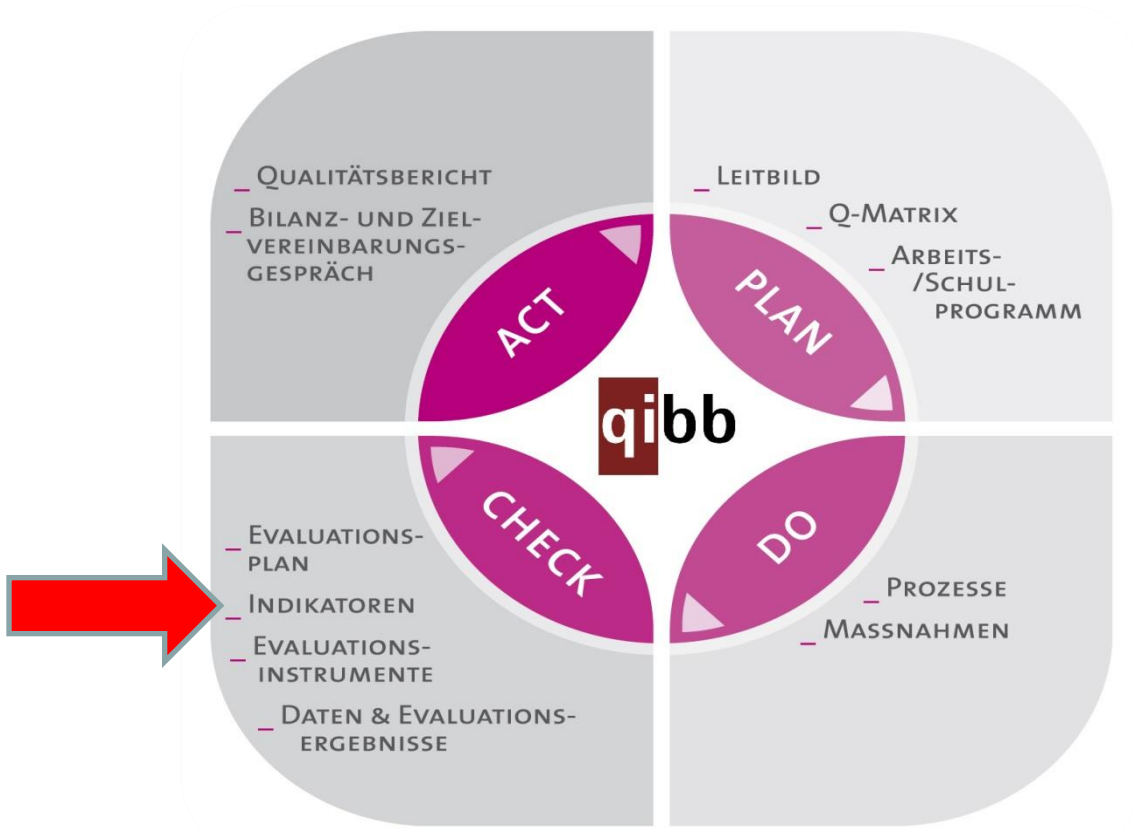 _ Qualitätsbericht
_ Bilanz- und Ziel-
vereinbarungs-
gespräch
ACT
_ Leitbild
_ Q-Matrix
_ Arbeits-
/Schul-
programm
PLAN
qibb
CHECK
_ Evaluations-
plan
_ Indikatoren
_ Evaluations-
instrumente
_ Daten & Evaluations-
ergebnisse
DO
_ Prozesse
_ Massnahmen